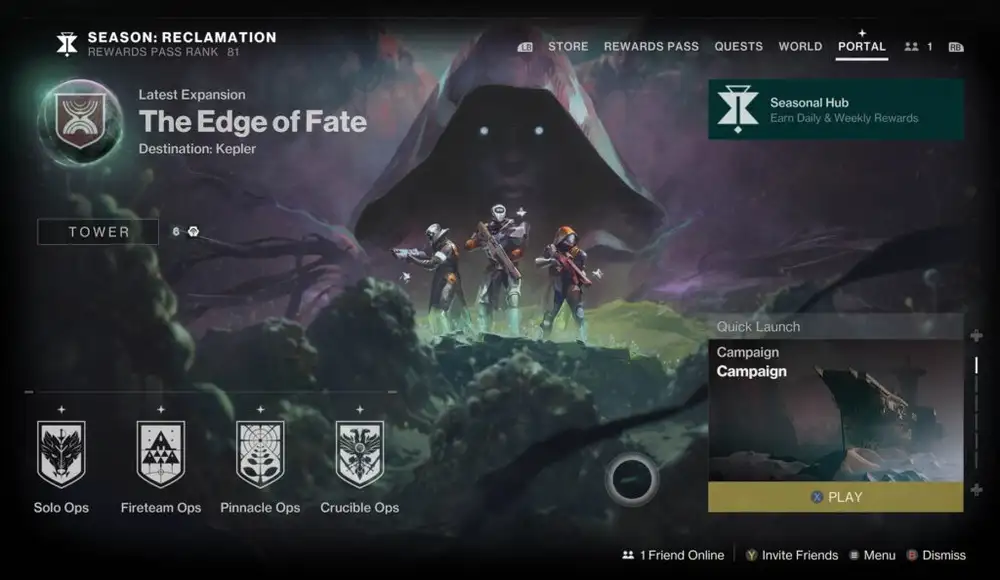 SEASON: RECLAMATION
REWARDS PASS RANK 81
LB STORE REWARDS PASS QUESTS WORLD PORTAL 1 RB
Latest Expansion
The Edge of Fate
Destination: Kepler
Seasonal Hub
Earn Daily & Weekly Rewards
TOWER 6
Quick Launch
Campaign
Campaign
X PLAY
Solo Ops Fireteam Ops Pinnacle Ops Crucible Ops
1 Friend Online Y Invite Friends Menu B Dismiss